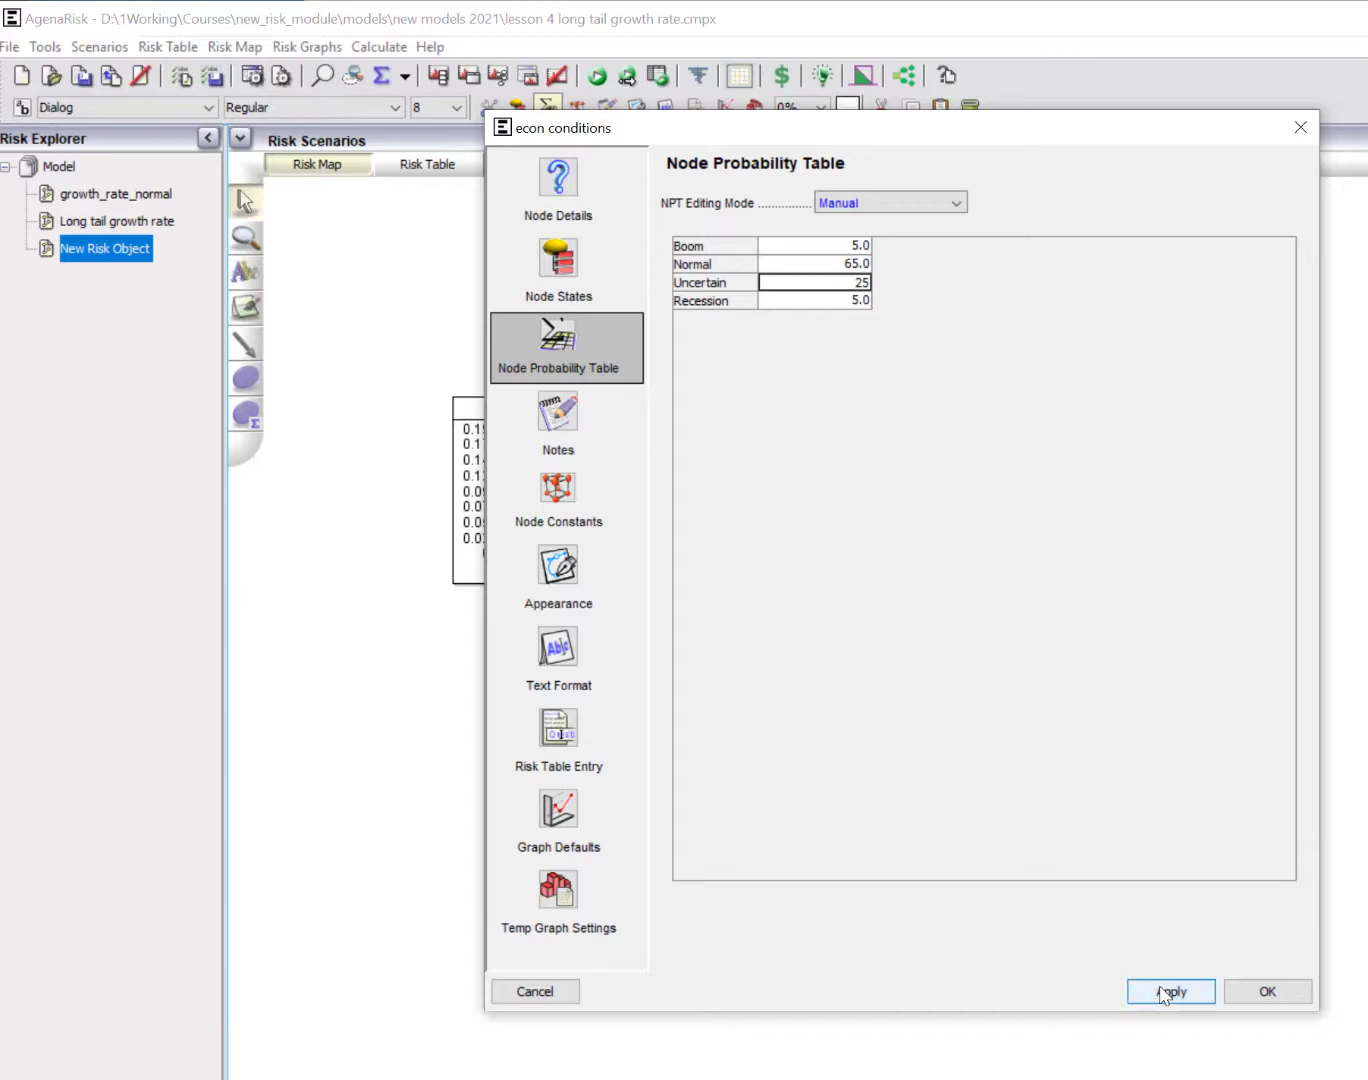 AgenaRisk - D:\1Working\Courses\new_risk_module\models\new models 2021\lesson 4 long tail growth rate.cmpx
File Tools Scenarios Risk Table Risk Map Risk Graphs Calculate Help
Dialog Regular 8 0%
Risk Explorer
Risk Scenarios
Risk Map Risk Table
Model
growth_rate_normal
Long tail growth rate
New Risk Object
econ conditions
Node Details
Node States
Node Probability Table
Notes
Node Constants
Appearance
Text Format
Risk Table Entry
Graph Defaults
Temp Graph Settings
Node Probability Table
NPT Editing Mode ............... Manual
Boom 5.0
Normal 65.0
Uncertain 25
Recession 5.0
Cancel Apply OK